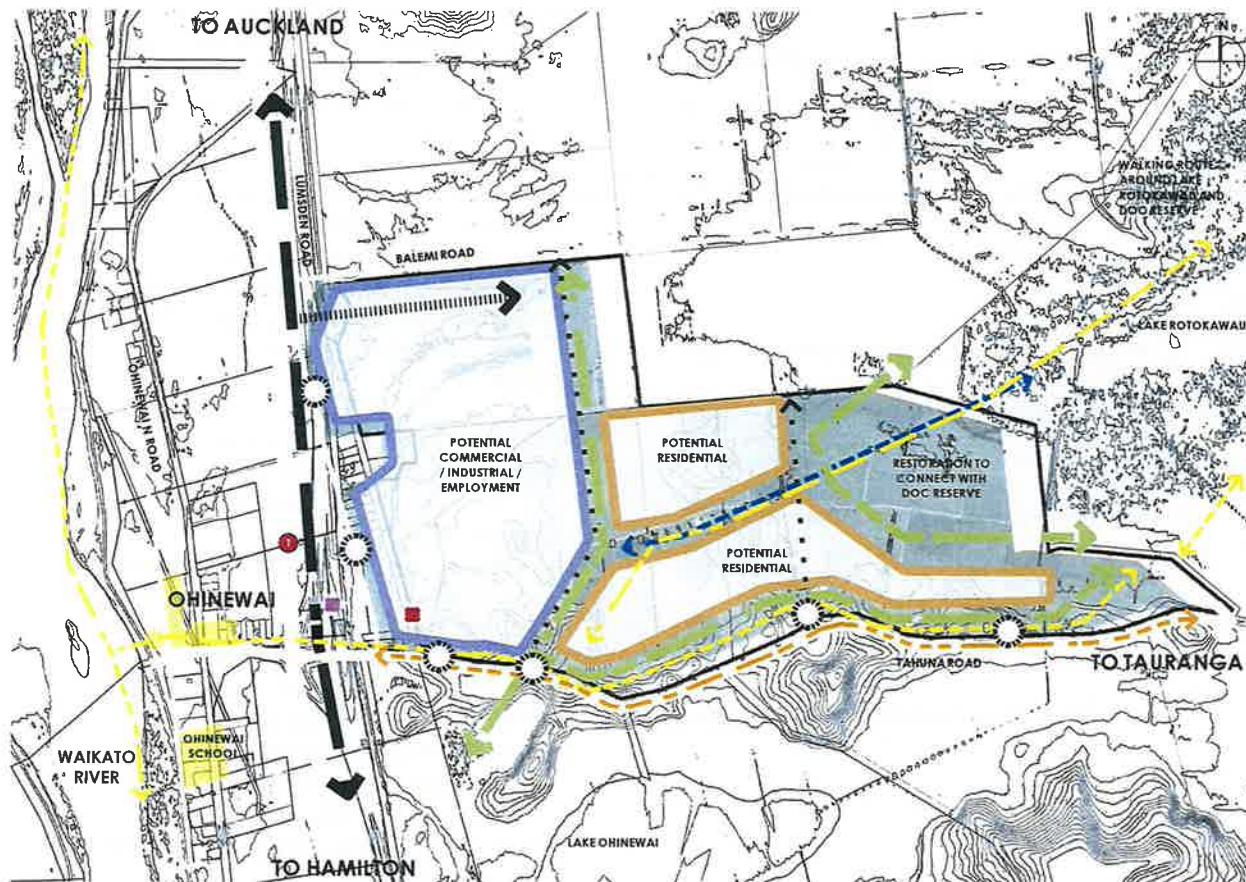 TO AUCKLAND
N
WALKING ROUTE
AROUND LAKE
ROTOKAWAU AND
DOC RESERVE
LUMSDEN ROAD
BALEMI ROAD
LAKE ROTOKAWAU
OHINEWAI ROAD
POTENTIAL
COMMERCIAL
/ INDUSTRIAL /
EMPLOYMENT
POTENTIAL
RESIDENTIAL
RESTORATION TO
CONNECT WITH
DOC RESERVE
POTENTIAL
RESIDENTIAL
OHINEWAI
TAHUNA ROAD
TO TAURANGA
OHINEWAI
SCHOOL
WAIKATO
RIVER
LAKE OHINEWAI
TO HAMILTON